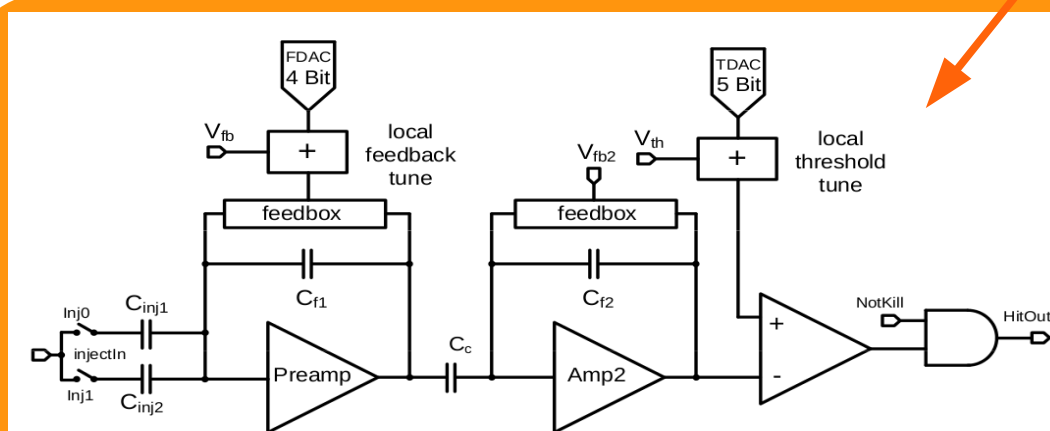 FDAC
4 Bit
TDAC
5 Bit
Vfb
+
local
feedback
tune
Vfb2
Vth
+
local
threshold
tune
feedbox
feedbox
Cf1
Cf2
Inj0
Cinj1
injectIn
Inj1
Cinj2
Preamp
Cc
Amp2
+
-
NotKill
HitOut